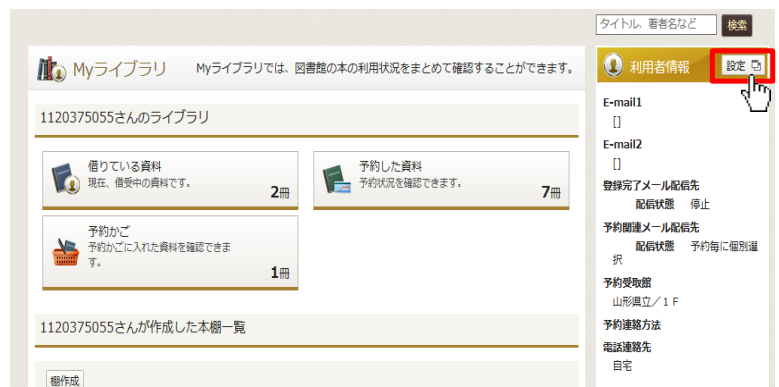 タイトル、著者名など 検索
Myライブラリ Myライブラリでは、図書館の本の利用状況をまとめて確認することができます。
1120375055さんのライブラリ
借りている資料
現在、借受中の資料です。
2冊
予約した資料
予約状況を確認できます。
7冊
予約かご
予約かごに入れた資料を確認できま
す。
1冊
1120375055さんが作成した本棚一覧
棚作成
利用者情報 設定
E-mail1
[]
E-mail2
[]
登録完了メール配信先
配信状態 停止
予約関連メール配信先
配信状態 予約毎に個別選
択
予約受取館
山形県立/1F
予約連絡方法
電話連絡先
自宅